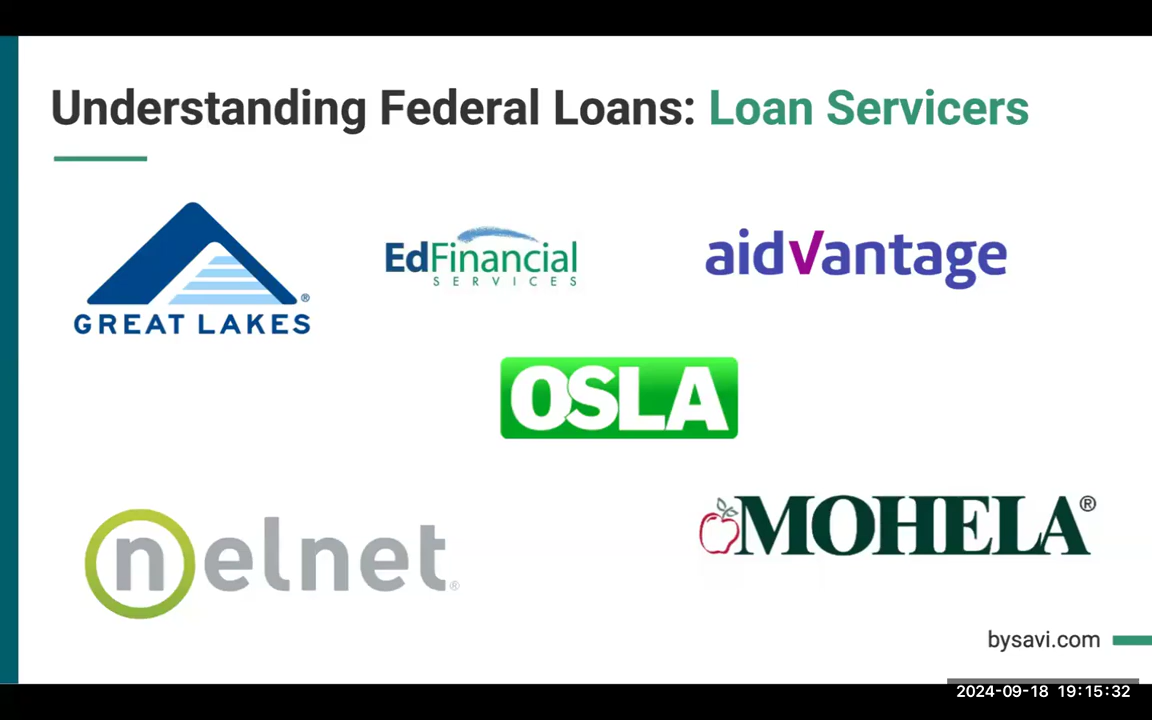 Understanding Federal Loans: Loan Servicers
GREAT LAKES®
EdFinancial
SERVICES
aidvantage
OSLA
nelnet®
MOHELA®
bysavi.com
2024-09-18 19:15:32